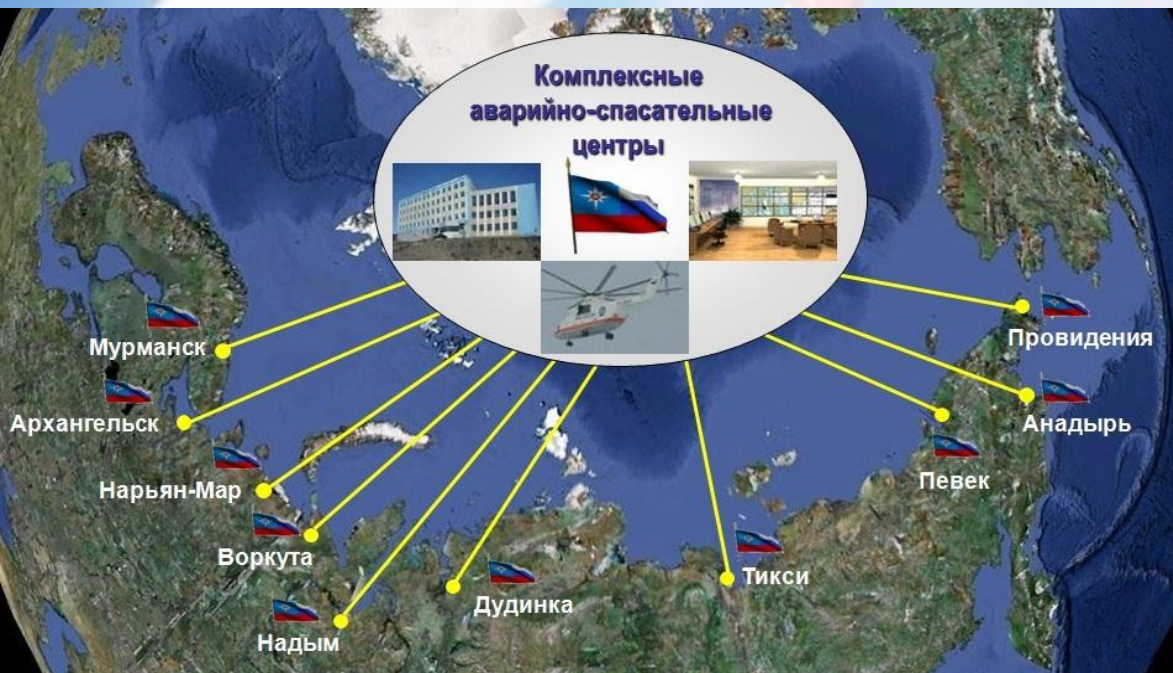 Комплексные
аварийно-спасательные
центры
Мурманск
Архангельск
Нарьян-Мар
Воркута
Надым
Дудинка
Тикси
Певек
Анадырь
Провидения